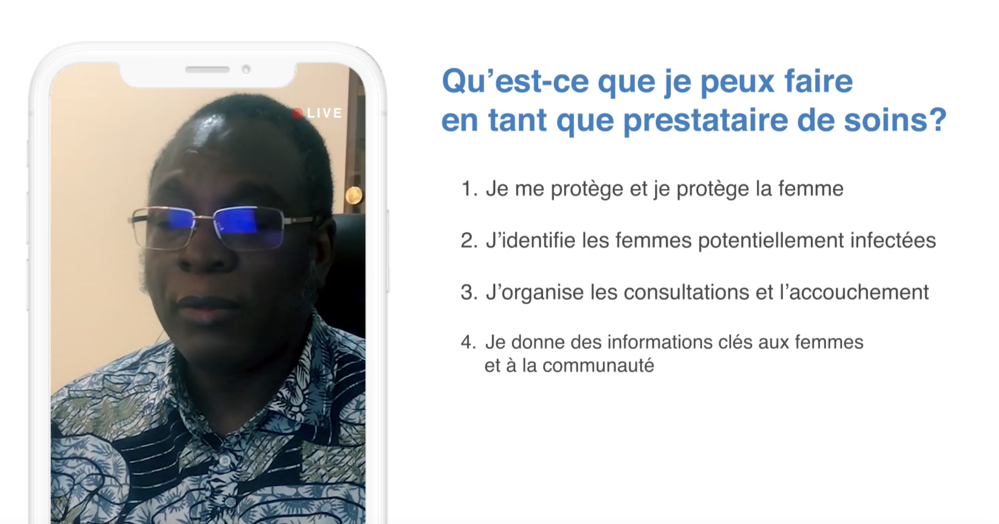 LIVE
Qu’est-ce que je peux faire
en tant que prestataire de soins?
1. Je me protège et je protège la femme
2. J’identifie les femmes potentiellement infectées
3. J’organise les consultations et l’accouchement
4. Je donne des informations clés aux femmes
et à la communauté